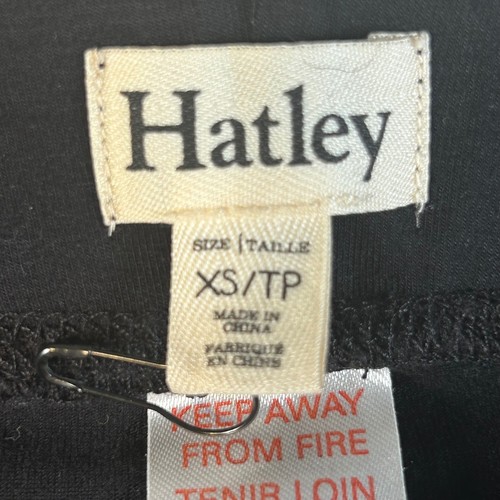 Hatley
SIZE | TAILLE
XS/TP
MADE IN
CHINA
FABRIQUÉ
EN CHINE
KEEP AWAY
FROM FIRE
TENIR LOIN